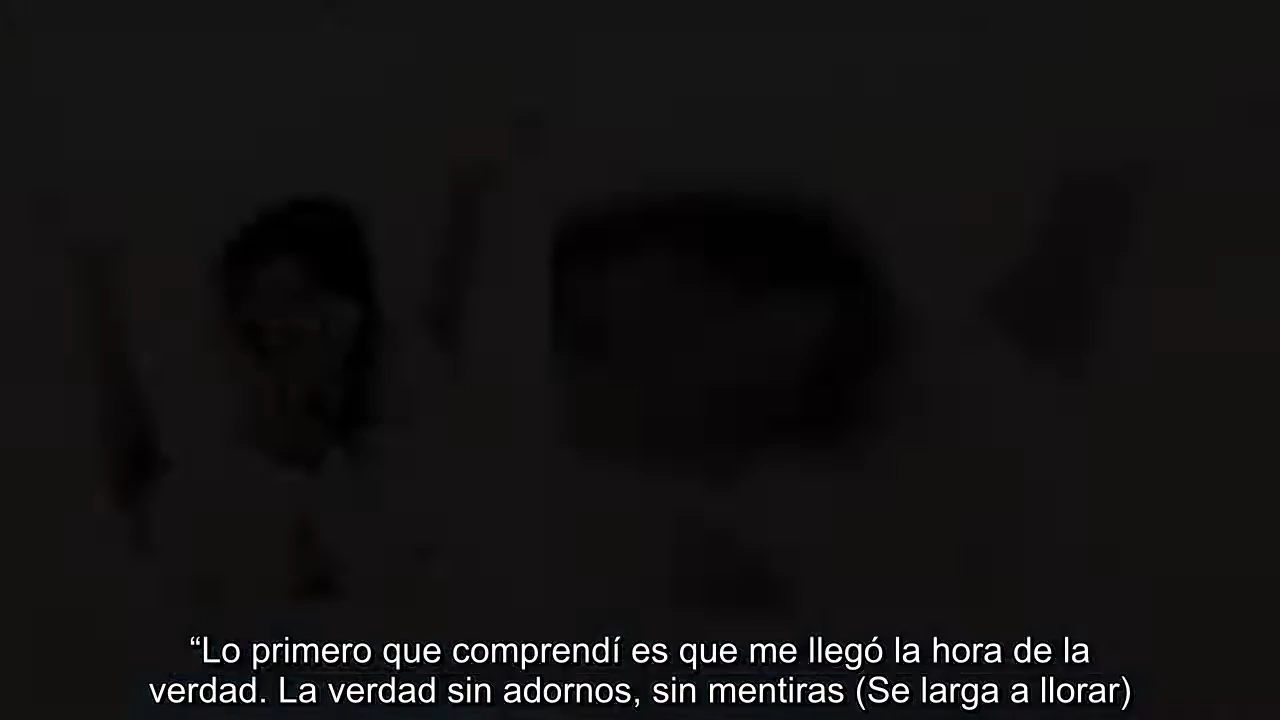 “Lo primero que comprendí es que me llegó la hora de la
verdad. La verdad sin adornos, sin mentiras (Se larga a llorar)